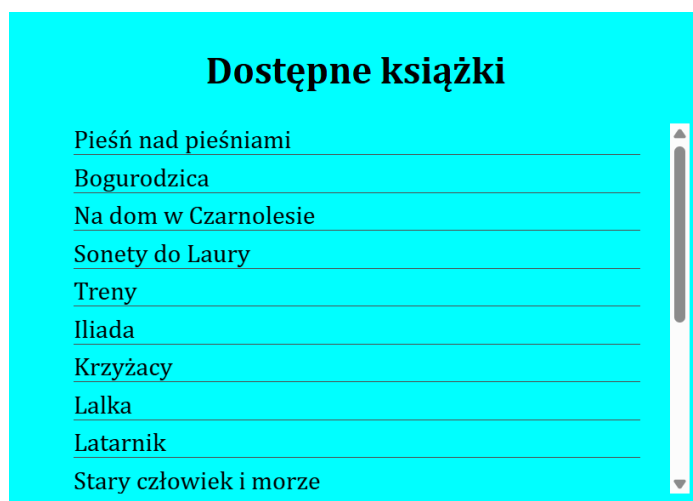 Dostępne książki
Pieśń nad pieśniami
Bogurodzica
Na dom w Czarnolesie
Sonety do Laury
Treny
Iliada
Krzyżacy
Lalka
Latarnik
Stary człowiek i morze